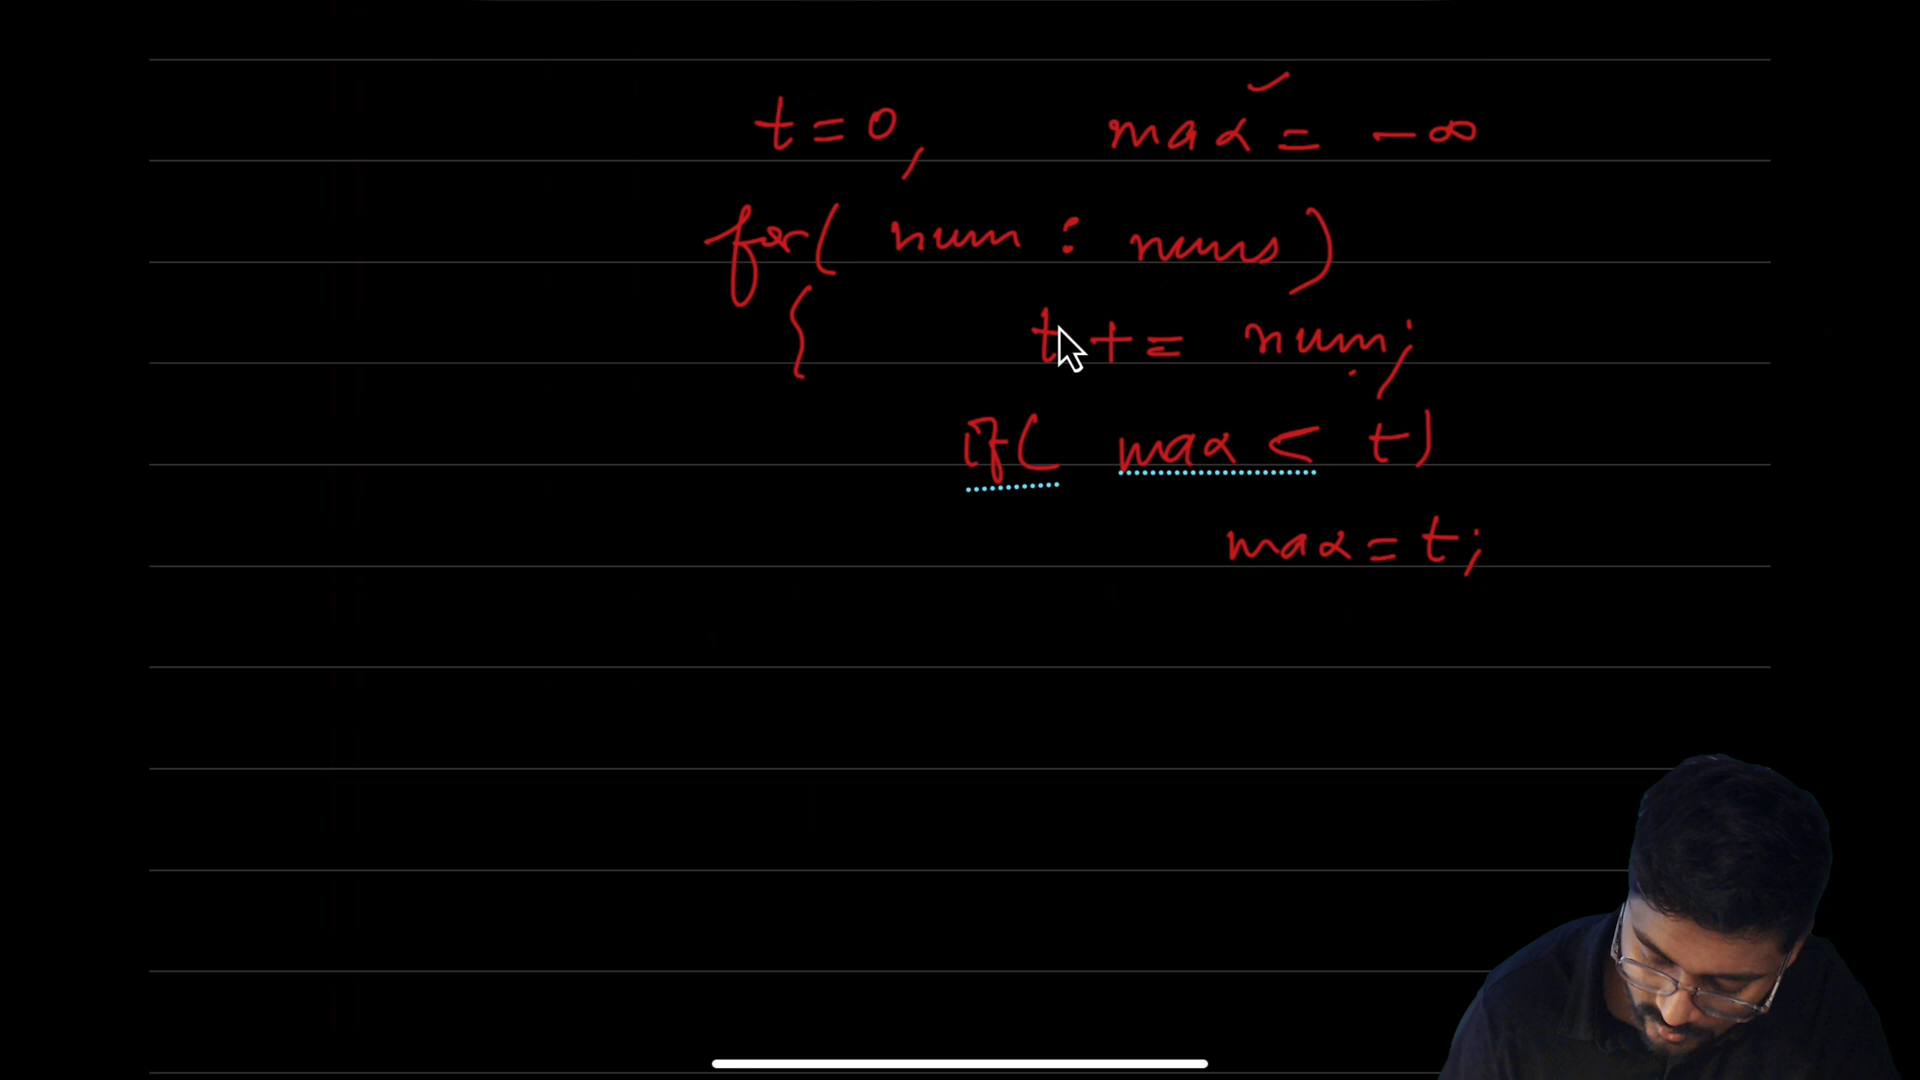 t = 0, max = -∞
for( num : nums )
{ t += num;
if( max < t )
max = t;